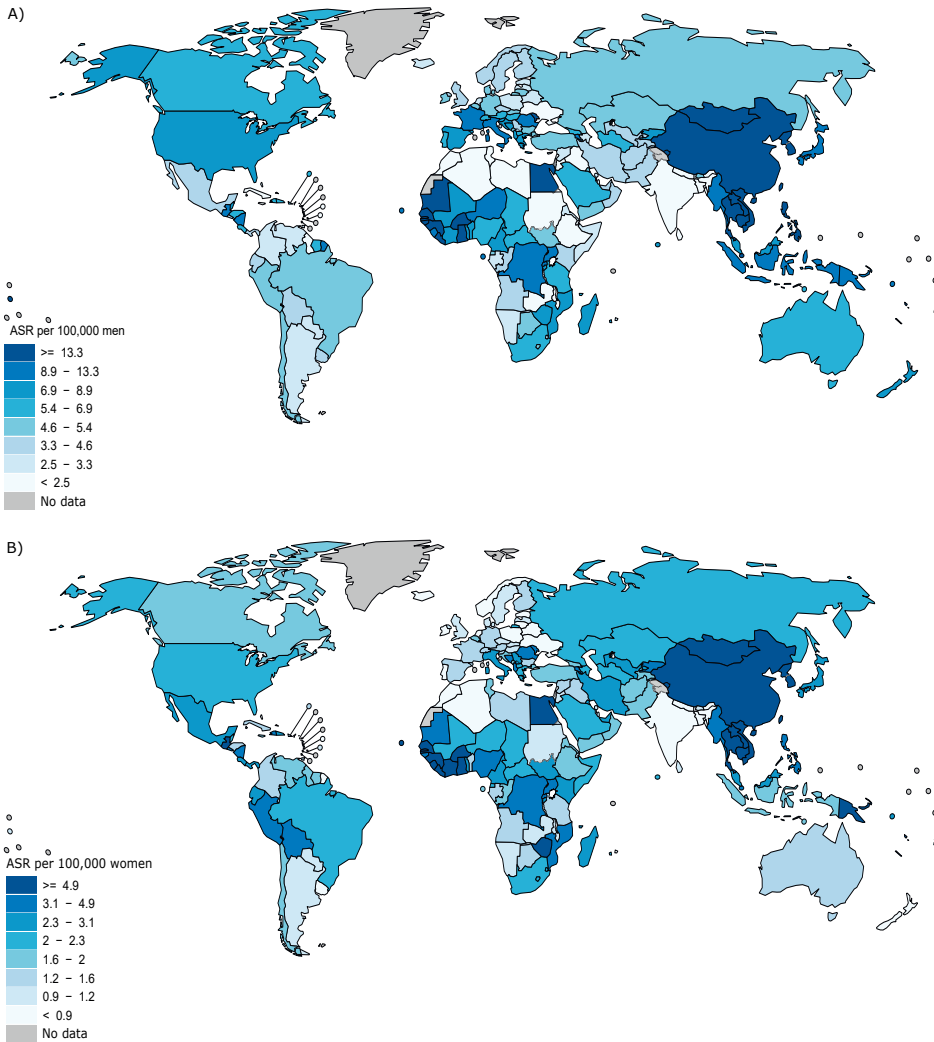 A)
ASR per 100,000 men
>= 13.3
8.9 − 13.3
6.9 − 8.9
5.4 − 6.9
4.6 − 5.4
3.3 − 4.6
2.5 − 3.3
< 2.5
No data
B)
ASR per 100,000 women
>= 4.9
3.1 − 4.9
2.3 − 3.1
2 − 2.3
1.6 − 2
1.2 − 1.6
0.9 − 1.2
< 0.9
No data